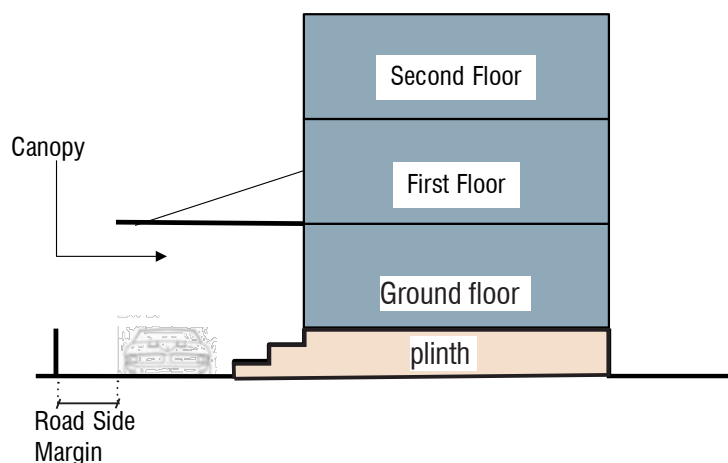 Second Floor
Canopy
First Floor
Ground floor
plinth
Road Side
Margin